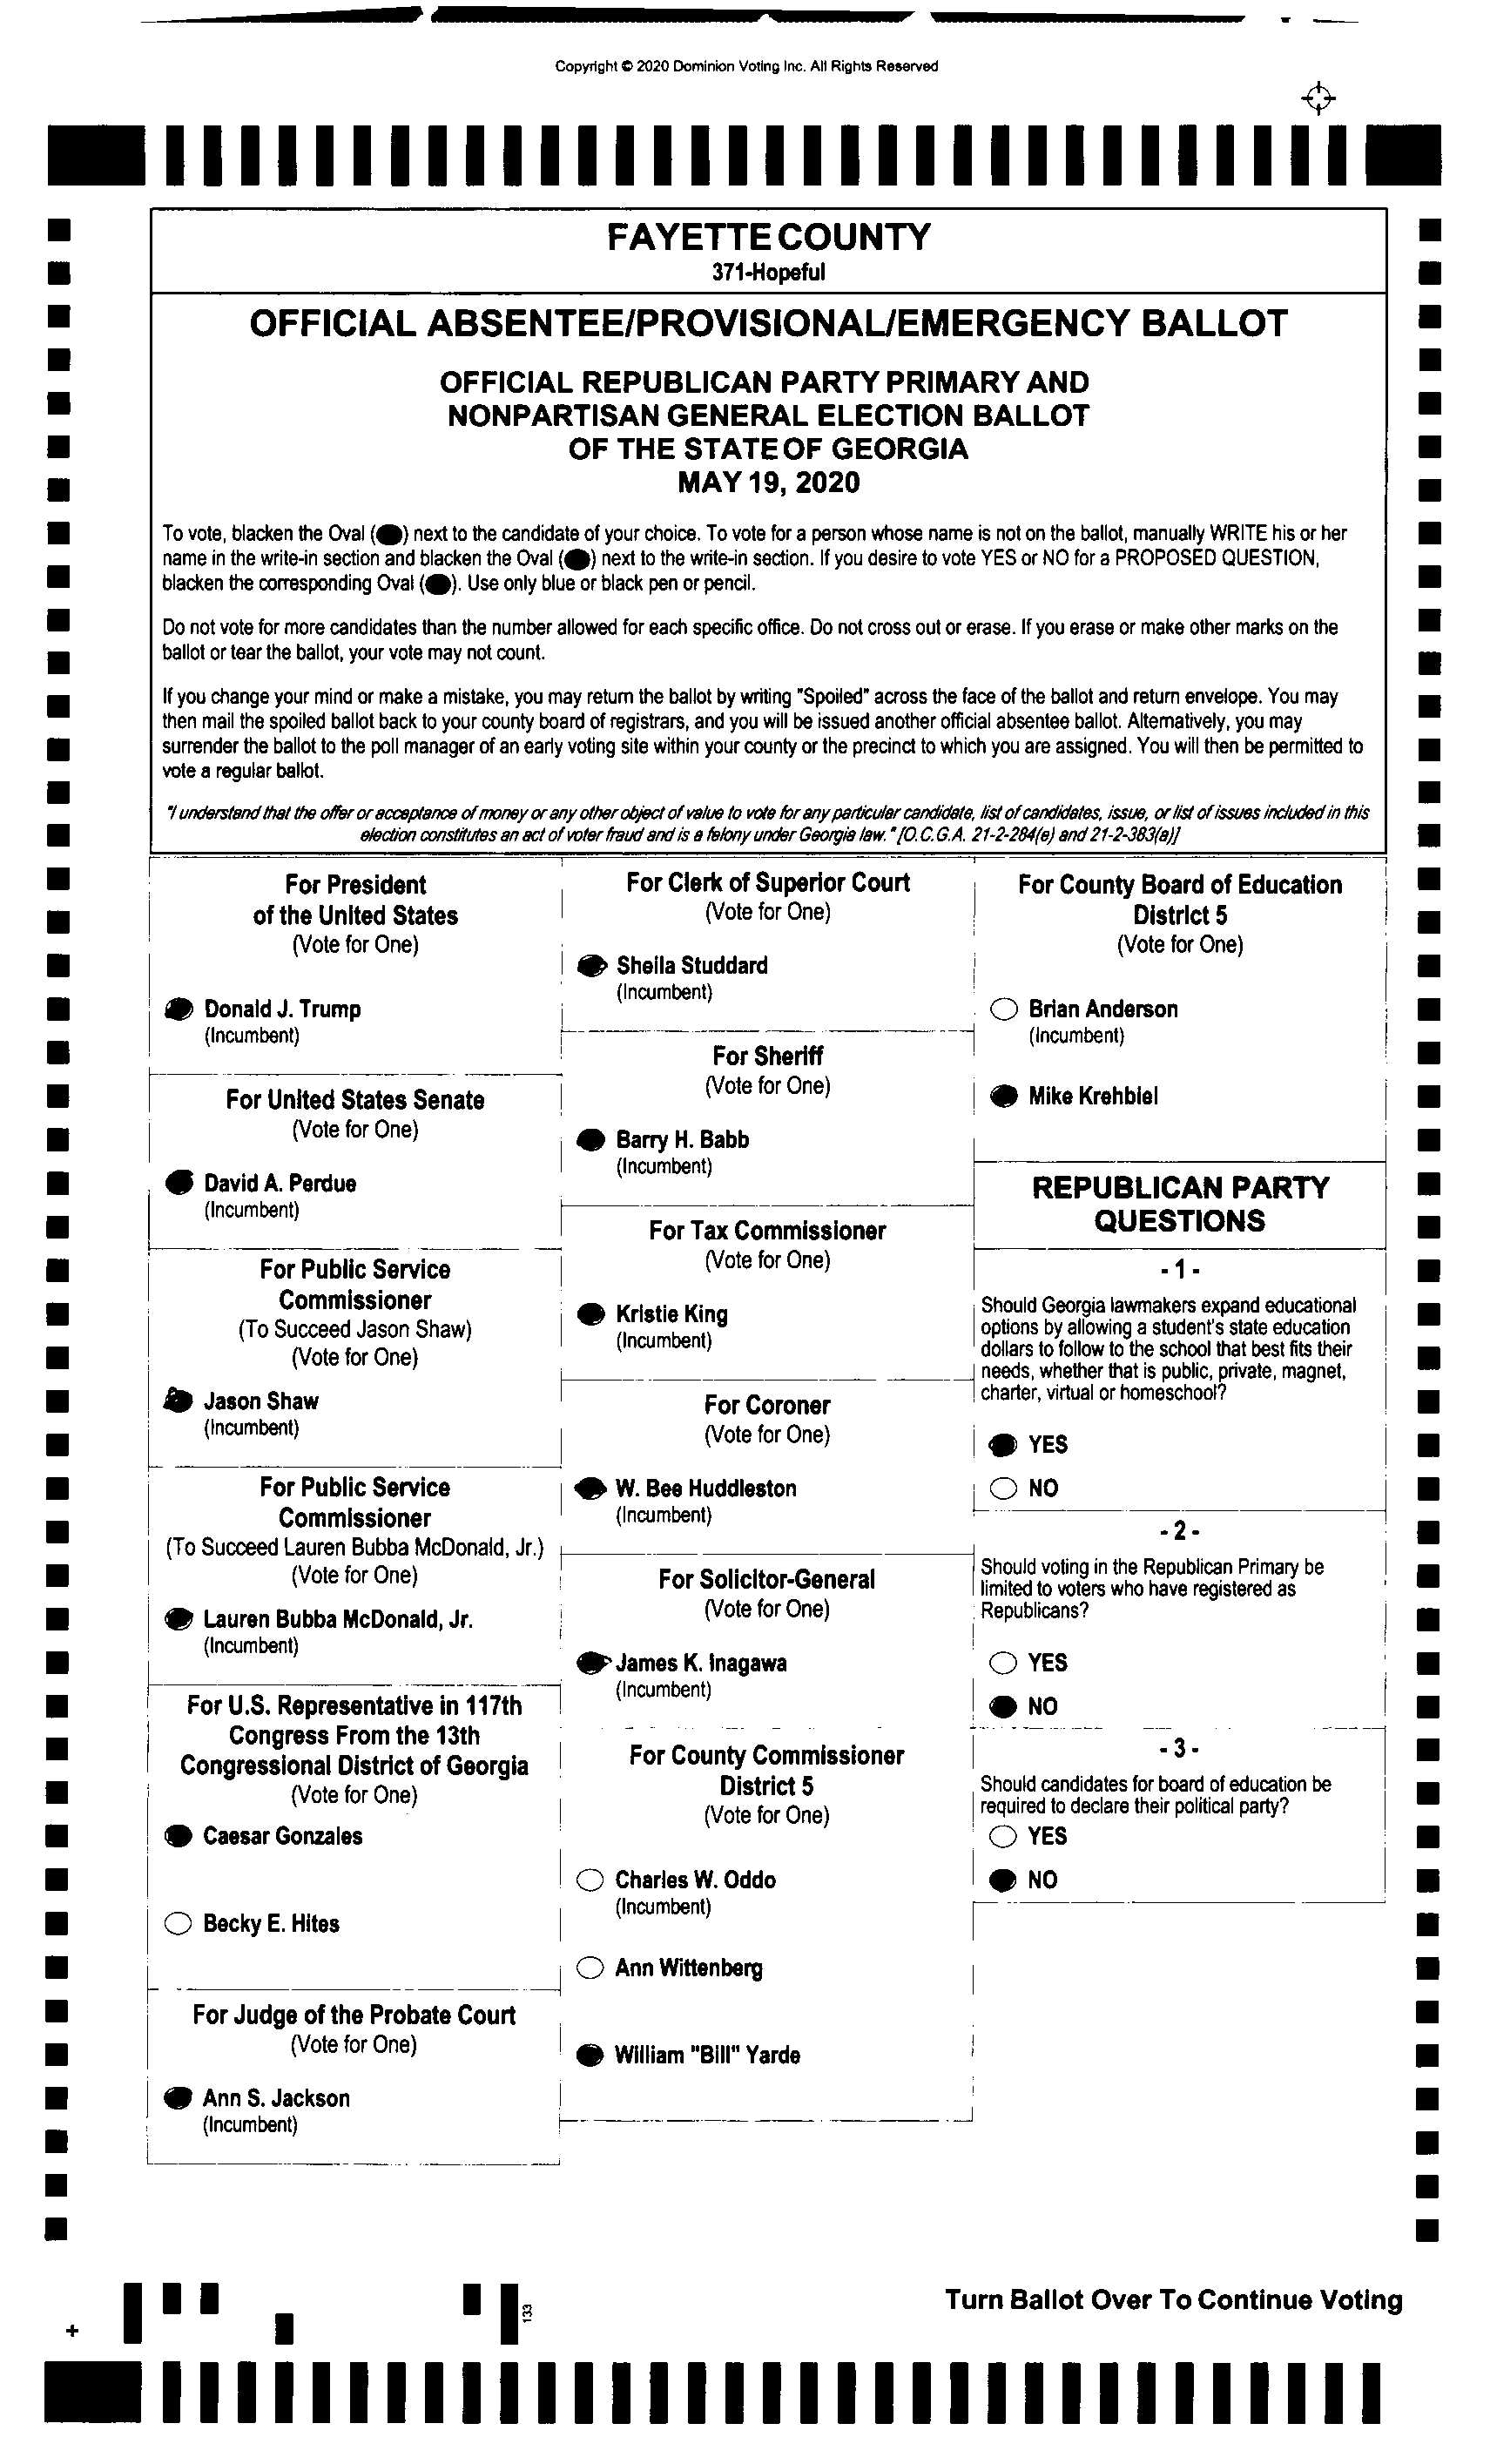 Copyright © 2020 Dominion Voting Inc. All Rights Reserved
FAYETTE COUNTY
371-Hopeful
OFFICIAL ABSENTEE/PROVISIONAL/EMERGENCY BALLOT
OFFICIAL REPUBLICAN PARTY PRIMARY AND
NONPARTISAN GENERAL ELECTION BALLOT
OF THE STATE OF GEORGIA
MAY 19, 2020
To vote, blacken the Oval ( ) next to the candidate of your choice. To vote for a person whose name is not on the ballot, manually WRITE his or her
name in the write-in section and blacken the Oval ( ) next to the write-in section. If you desire to vote YES or NO for a PROPOSED QUESTION,
blacken the corresponding Oval ( ). Use only blue or black pen or pencil.
Do not vote for more candidates than the number allowed for each specific office. Do not cross out or erase. If you erase or make other marks on the
ballot or tear the ballot, your vote may not count.
If you change your mind or make a mistake, you may return the ballot by writing "Spoiled" across the face of the ballot and return envelope. You may
then mail the spoiled ballot back to your county board of registrars, and you will be issued another official absentee ballot. Alternatively, you may
surrender the ballot to the poll manager of an early voting site within your county or the precinct to which you are assigned. You will then be permitted to
vote a regular ballot.
"I understand that the offer or acceptance of money or any other object of value to vote for any particular candidate, list of candidates, issue, or list of issues included in this
election constitutes an act of voter fraud and is a felony under Georgia law." [O.C.G.A. 21-2-284(e) and 21-2-383(a)]
For President
of the United States
(Vote for One)
Donald J. Trump
(Incumbent)
For United States Senate
(Vote for One)
David A. Perdue
(Incumbent)
For Public Service
Commissioner
(To Succeed Jason Shaw)
(Vote for One)
Jason Shaw
(Incumbent)
For Public Service
Commissioner
(To Succeed Lauren Bubba McDonald, Jr.)
(Vote for One)
Lauren Bubba McDonald, Jr.
(Incumbent)
For U.S. Representative in 117th
Congress From the 13th
Congressional District of Georgia
(Vote for One)
Caesar Gonzales
Becky E. Hites
For Judge of the Probate Court
(Vote for One)
Ann S. Jackson
(Incumbent)
For Clerk of Superior Court
(Vote for One)
Sheila Studdard
(Incumbent)
For Sheriff
(Vote for One)
Barry H. Babb
(Incumbent)
For Tax Commissioner
(Vote for One)
Kristie King
(Incumbent)
For Coroner
(Vote for One)
W. Bee Huddleston
(Incumbent)
For Solicitor-General
(Vote for One)
James K. Inagawa
(Incumbent)
For County Commissioner
District 5
(Vote for One)
Charles W. Oddo
(Incumbent)
Ann Wittenberg
William "Bill" Yarde
For County Board of Education
District 5
(Vote for One)
Brian Anderson
(Incumbent)
Mike Krehbiel
REPUBLICAN PARTY
QUESTIONS
- 1 -
Should Georgia lawmakers expand educational
options by allowing a student's state education
dollars to follow to the school that best fits their
needs, whether that is public, private, magnet,
charter, virtual or homeschool?
YES
NO
- 2 -
Should voting in the Republican Primary be
limited to voters who have registered as
Republicans?
YES
NO
- 3 -
Should candidates for board of education be
required to declare their political party?
YES
NO
133
Turn Ballot Over To Continue Voting
+